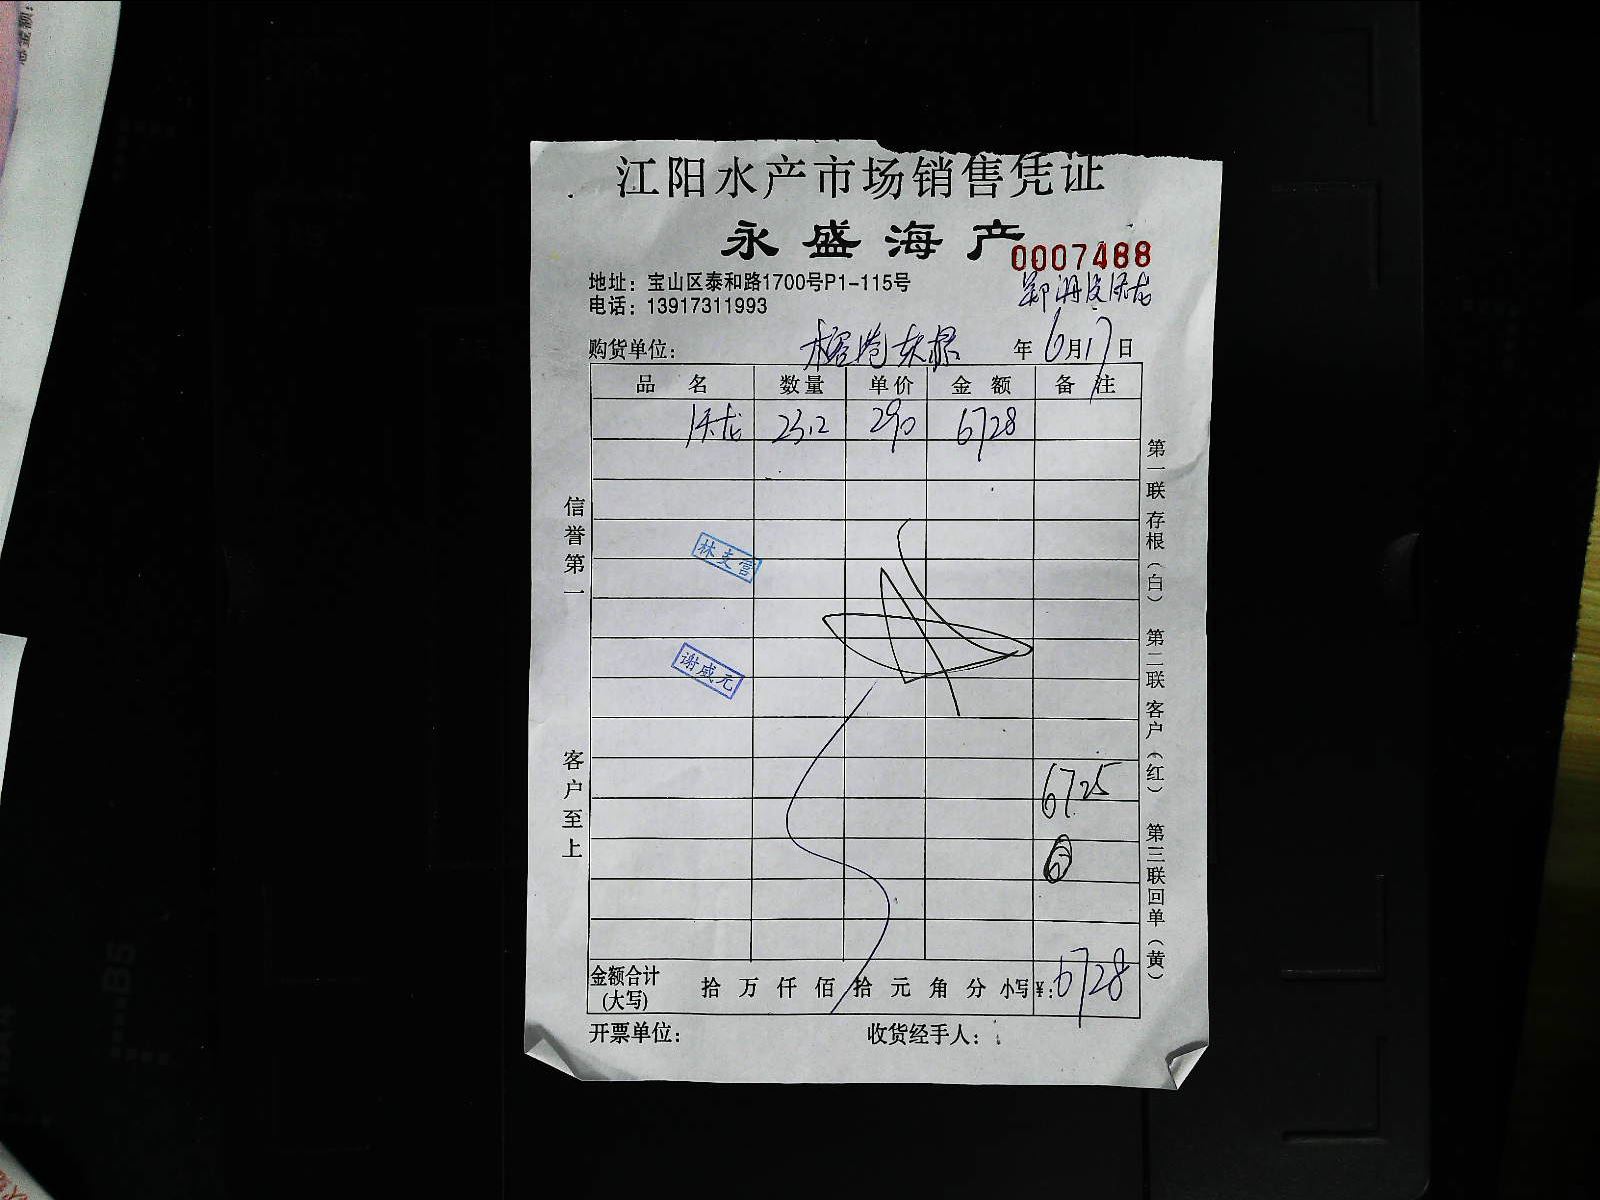 江阳水产市场销售凭证
永盛海产
0007488
地址：宝山区泰和路1700号P1-115号
电话：13917311993
购货单位： 年6月17日
品名 数量 单价 金额 备注
沃龙 23.2 290 6728
信誉第一
客户至上
林支营
谢成元
第一联存根（白） 第二联客户（红） 第三联回单（黄）
6725
6
金额合计(大写) 拾 万 仟 佰 拾 元 角 分 小写¥：6728
开票单位： 收货经手人：
B5